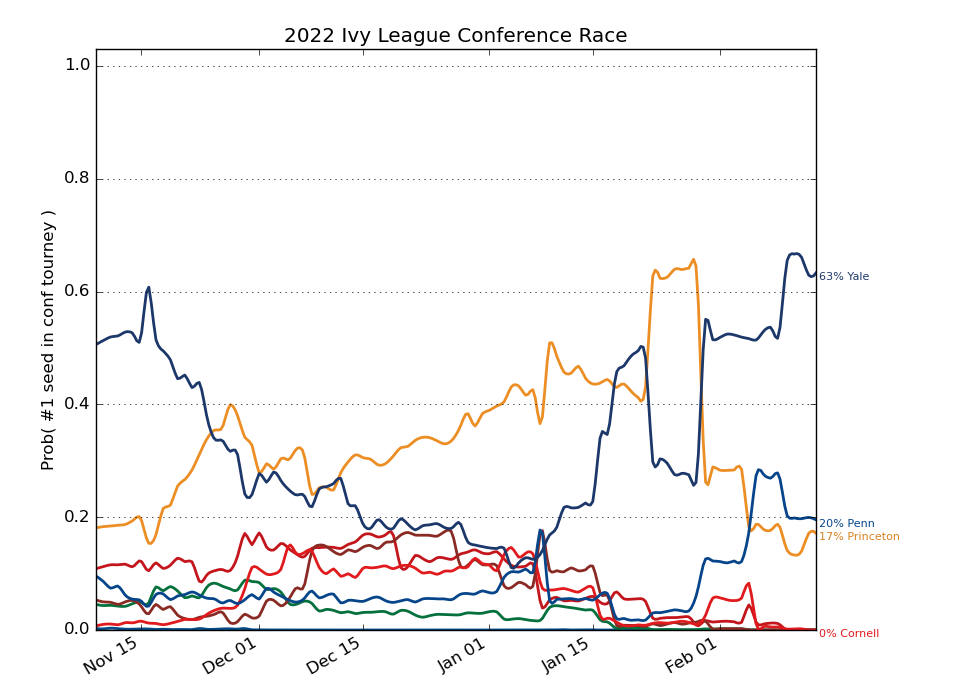 2022 Ivy League Conference Race
Prob( #1 seed in conf tourney )
1.0
0.8
0.6
0.4
0.2
0.0
63% Yale
20% Penn
17% Princeton
0% Cornell
Nov 15
Dec 01
Dec 15
Jan 01
Jan 15
Feb 01